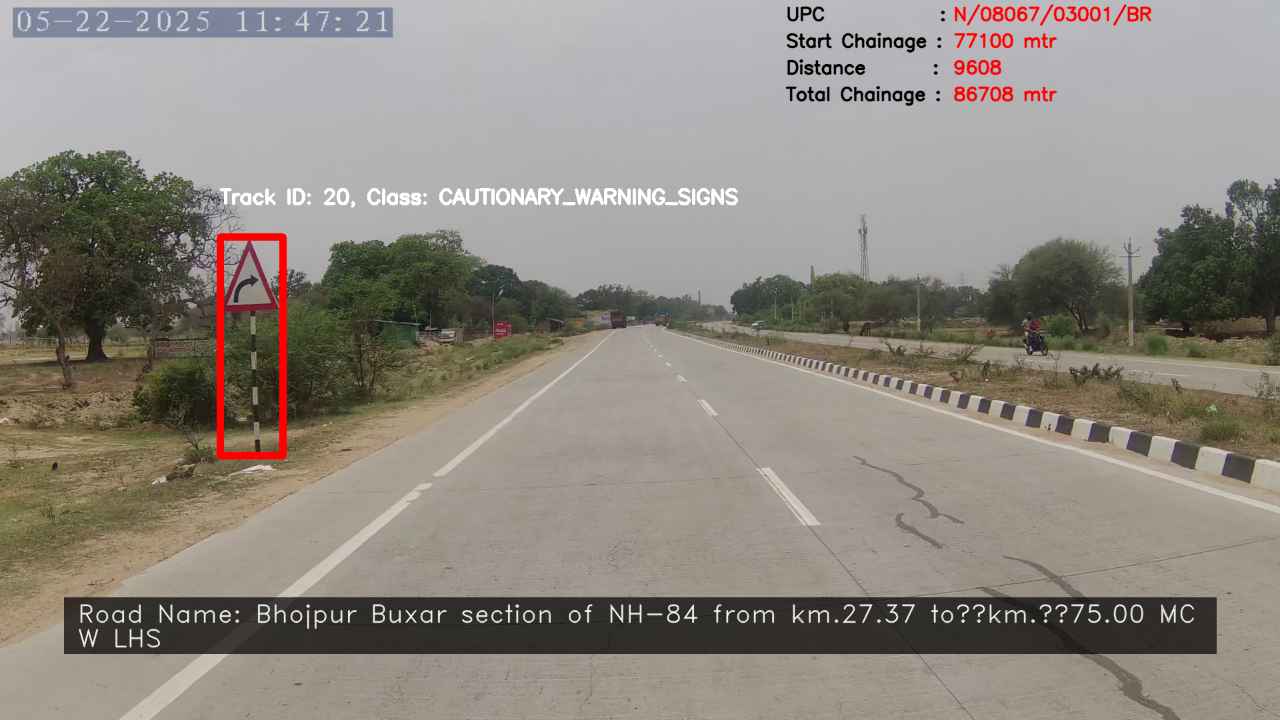 05-22-2025 11:47:21
UPC : N/08067/03001/BR
Start Chainage : 77100 mtr
Distance : 9608
Total Chainage : 86708 mtr
Track ID: 20, Class: CAUTIONARY_WARNING_SIGNS
Road Name: Bhojpur Buxar section of NH-84 from km.27.37 to??km.??75.00 MC
W LHS